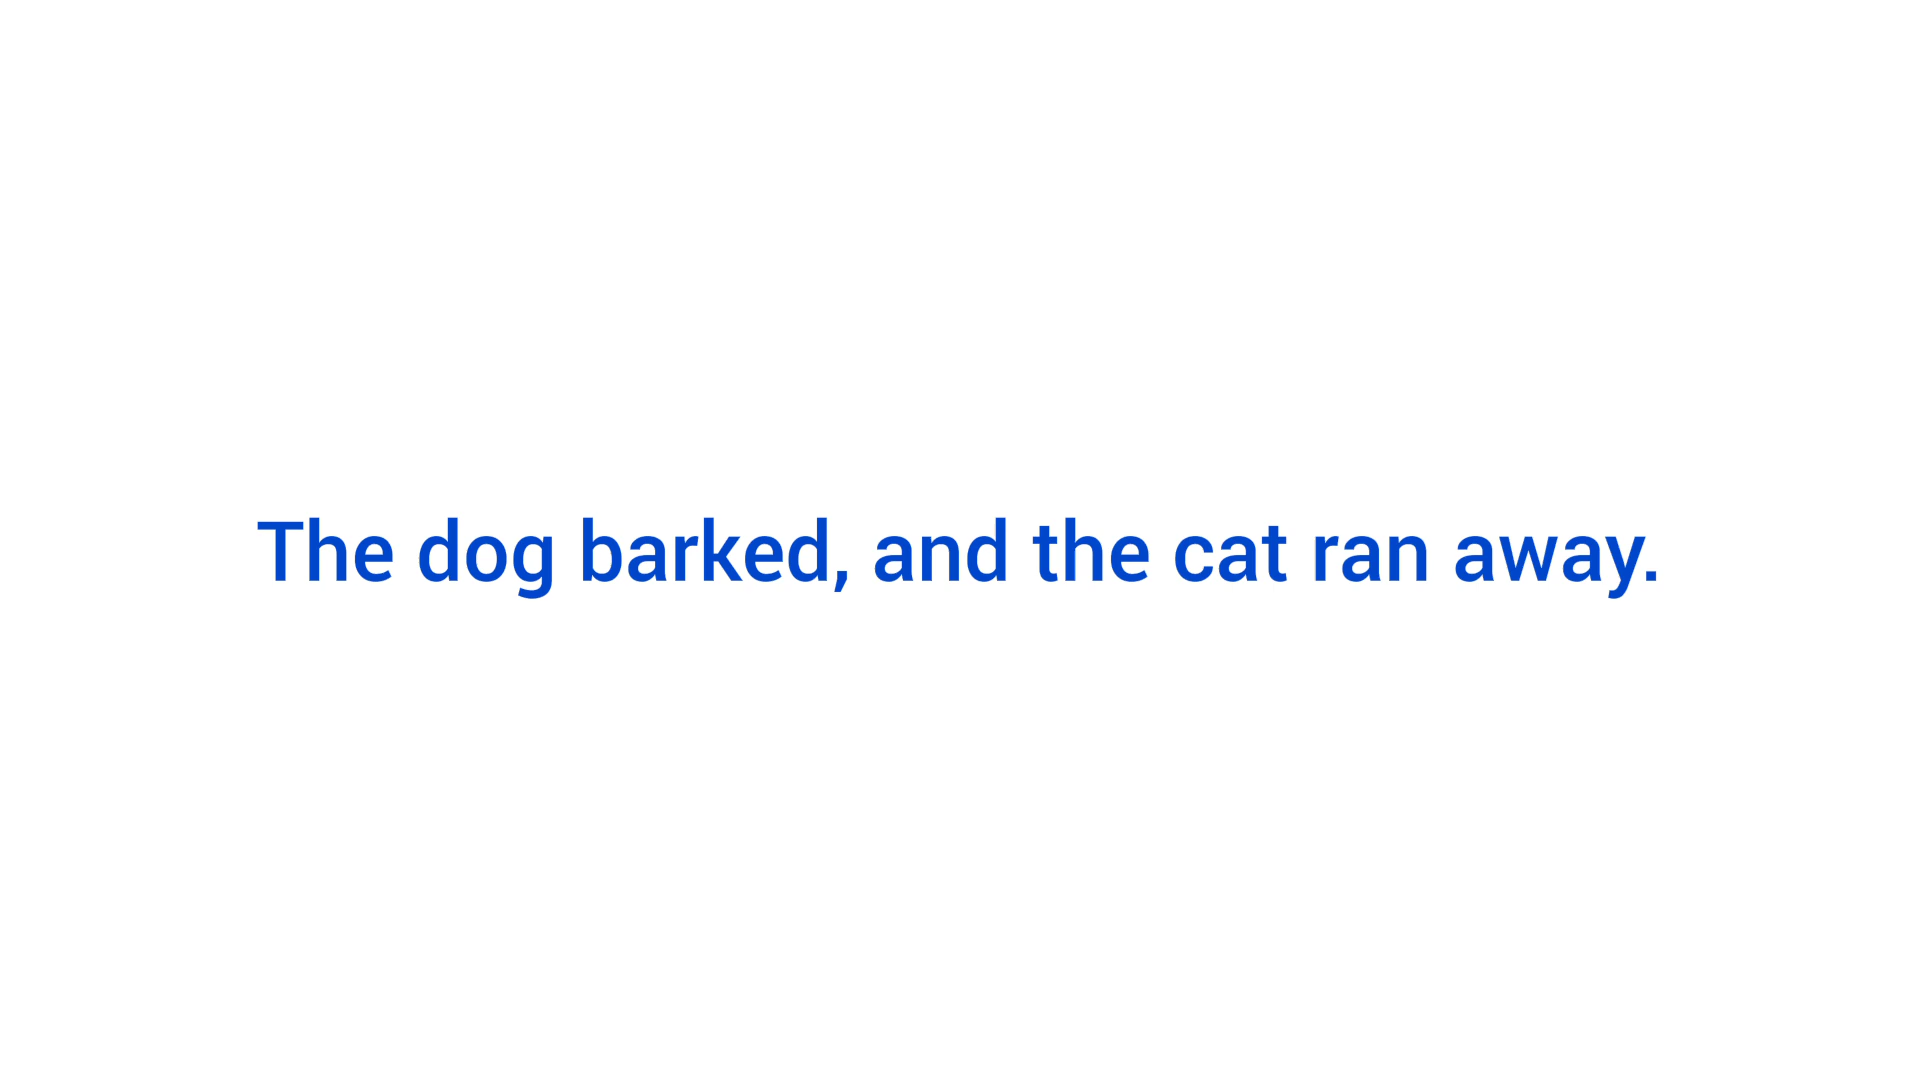 The dog barked, and the cat ran away.